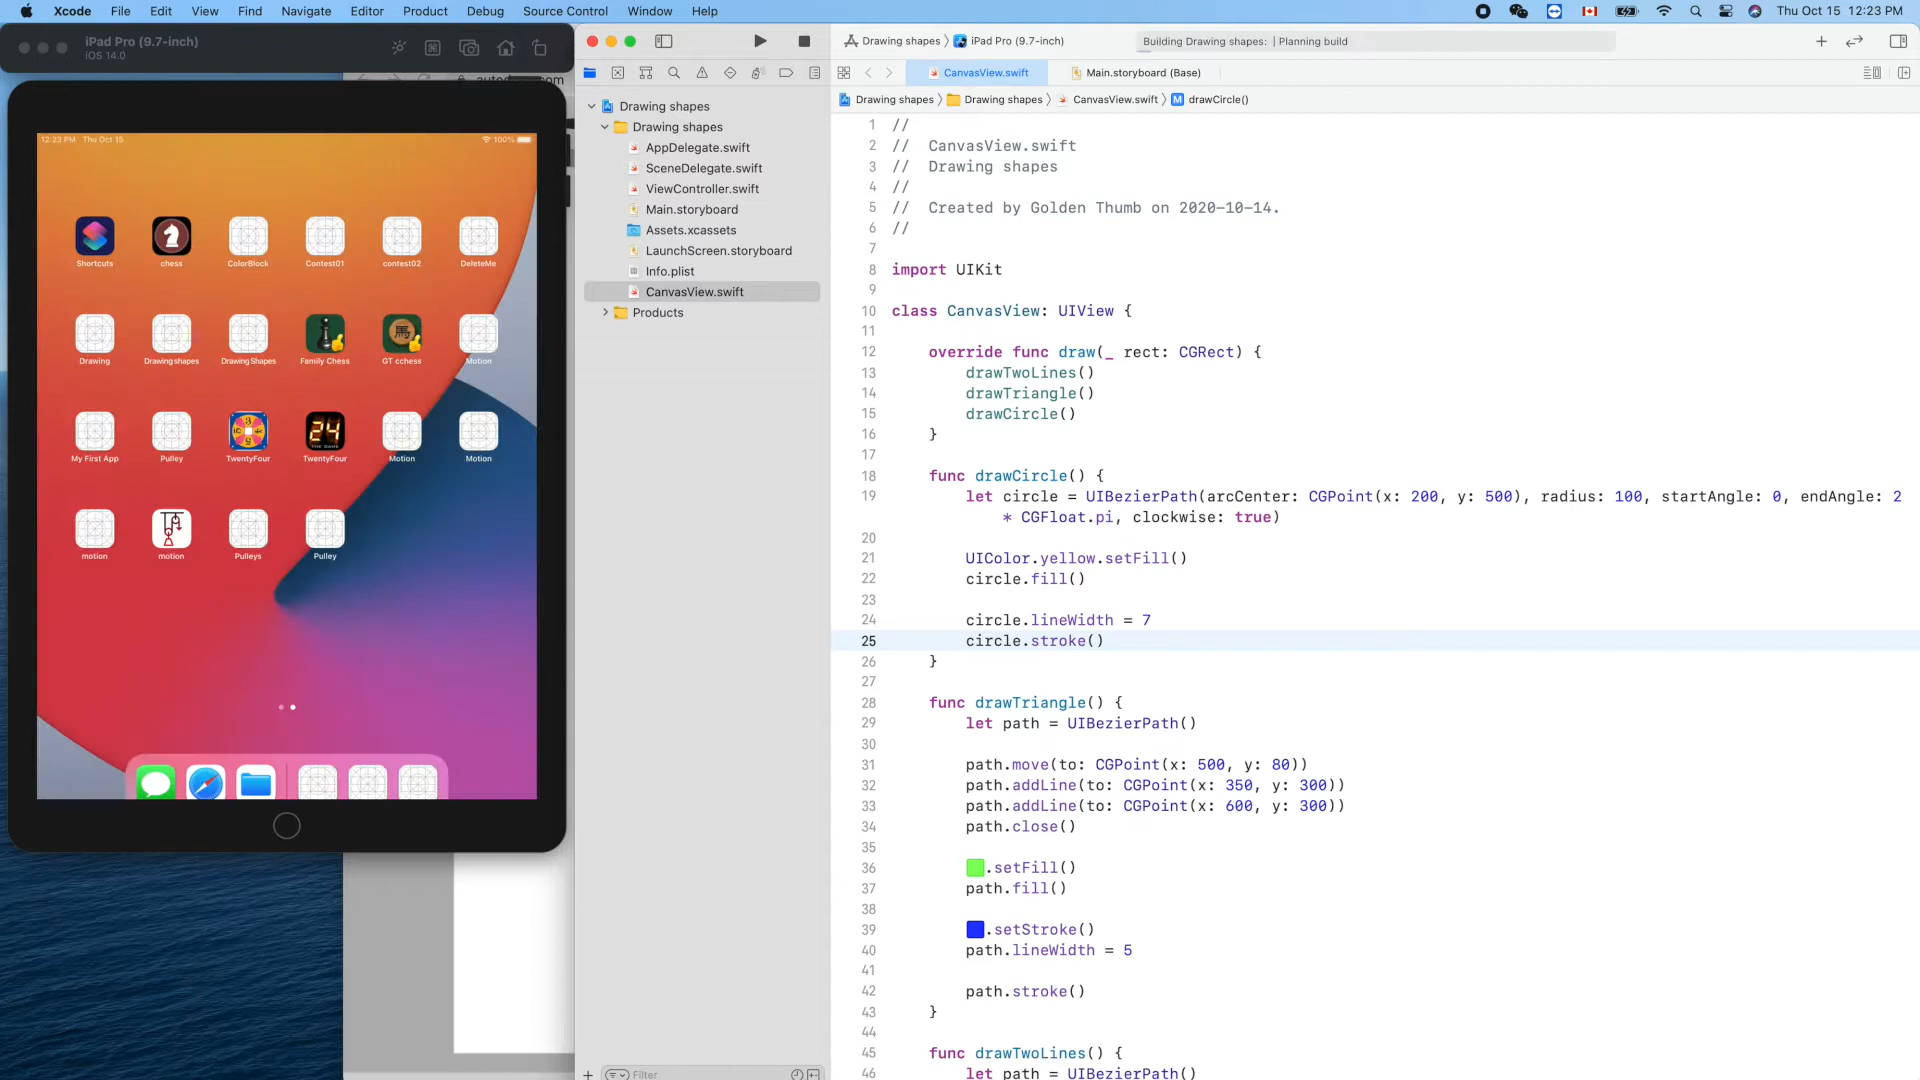 Xcode File Edit View Find Navigate Editor Product Debug Source Control Window Help Thu Oct 15 12:23 PM
iPad Pro (9.7-inch)
iOS 14.0
12:23 PM Thu Oct 15 100%
Shortcuts chess ColorBlock Contest01 contest02 DeleteMe
Drawing Drawing shapes Drawing Shapes Family Chess GT cchess Motion
My First App Pulley TwentyFour TwentyFour Motion Motion
motion motion Pulleys Pulley
Drawing shapes
Drawing shapes
AppDelegate.swift
SceneDelegate.swift
ViewController.swift
Main.storyboard
Assets.xcassets
LaunchScreen.storyboard
Info.plist
CanvasView.swift
Products
Filter
Drawing shapes iPad Pro (9.7-inch) Building Drawing shapes: | Planning build
CanvasView.swift Main.storyboard (Base)
Drawing shapes Drawing shapes CanvasView.swift M drawCircle()
1 //
2 // CanvasView.swift
3 // Drawing shapes
4 //
5 // Created by Golden Thumb on 2020-10-14.
6 //
7
8 import UIKit
9
10 class CanvasView: UIView {
11
12 override func draw(_ rect: CGRect) {
13 drawTwoLines()
14 drawTriangle()
15 drawCircle()
16 }
17
18 func drawCircle() {
19 let circle = UIBezierPath(arcCenter: CGPoint(x: 200, y: 500), radius: 100, startAngle: 0, endAngle: 2
* CGFloat.pi, clockwise: true)
20
21 UIColor.yellow.setFill()
22 circle.fill()
23
24 circle.lineWidth = 7
25 circle.stroke()
26 }
27
28 func drawTriangle() {
29 let path = UIBezierPath()
30
31 path.move(to: CGPoint(x: 500, y: 80))
32 path.addLine(to: CGPoint(x: 350, y: 300))
33 path.addLine(to: CGPoint(x: 600, y: 300))
34 path.close()
35
36 .setFill()
37 path.fill()
38
39 .setStroke()
40 path.lineWidth = 5
41
42 path.stroke()
43 }
44
45 func drawTwoLines() {
46 let path = UIBezierPath()